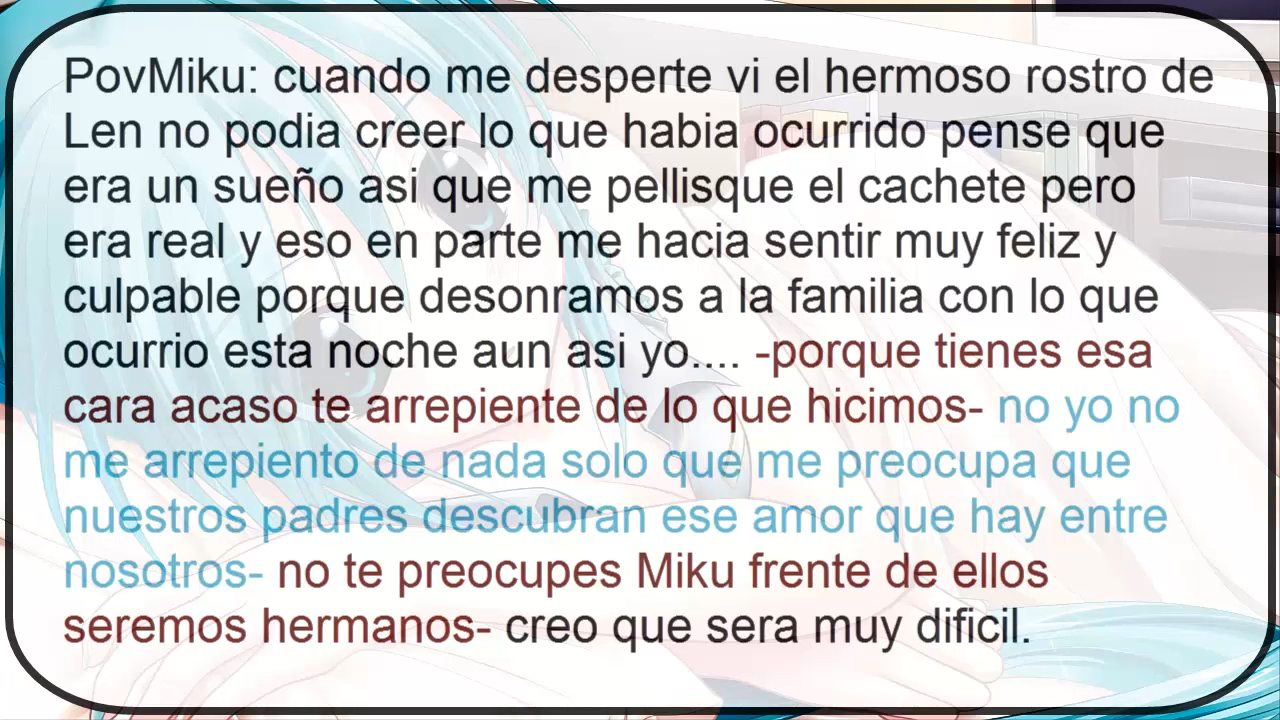 PovMiku: cuando me desperte vi el hermoso rostro de
Len no podia creer lo que habia ocurrido pense que
era un sueño asi que me pellisque el cachete pero
era real y eso en parte me hacia sentir muy feliz y
culpable porque desonramos a la familia con lo que
ocurrio esta noche aun asi yo.... -porque tienes esa
cara acaso te arrepiente de lo que hicimos- no yo no
me arrepiento de nada solo que me preocupa que
nuestros padres descubran ese amor que hay entre
nosotros- no te preocupes Miku frente de ellos
seremos hermanos- creo que sera muy dificil.